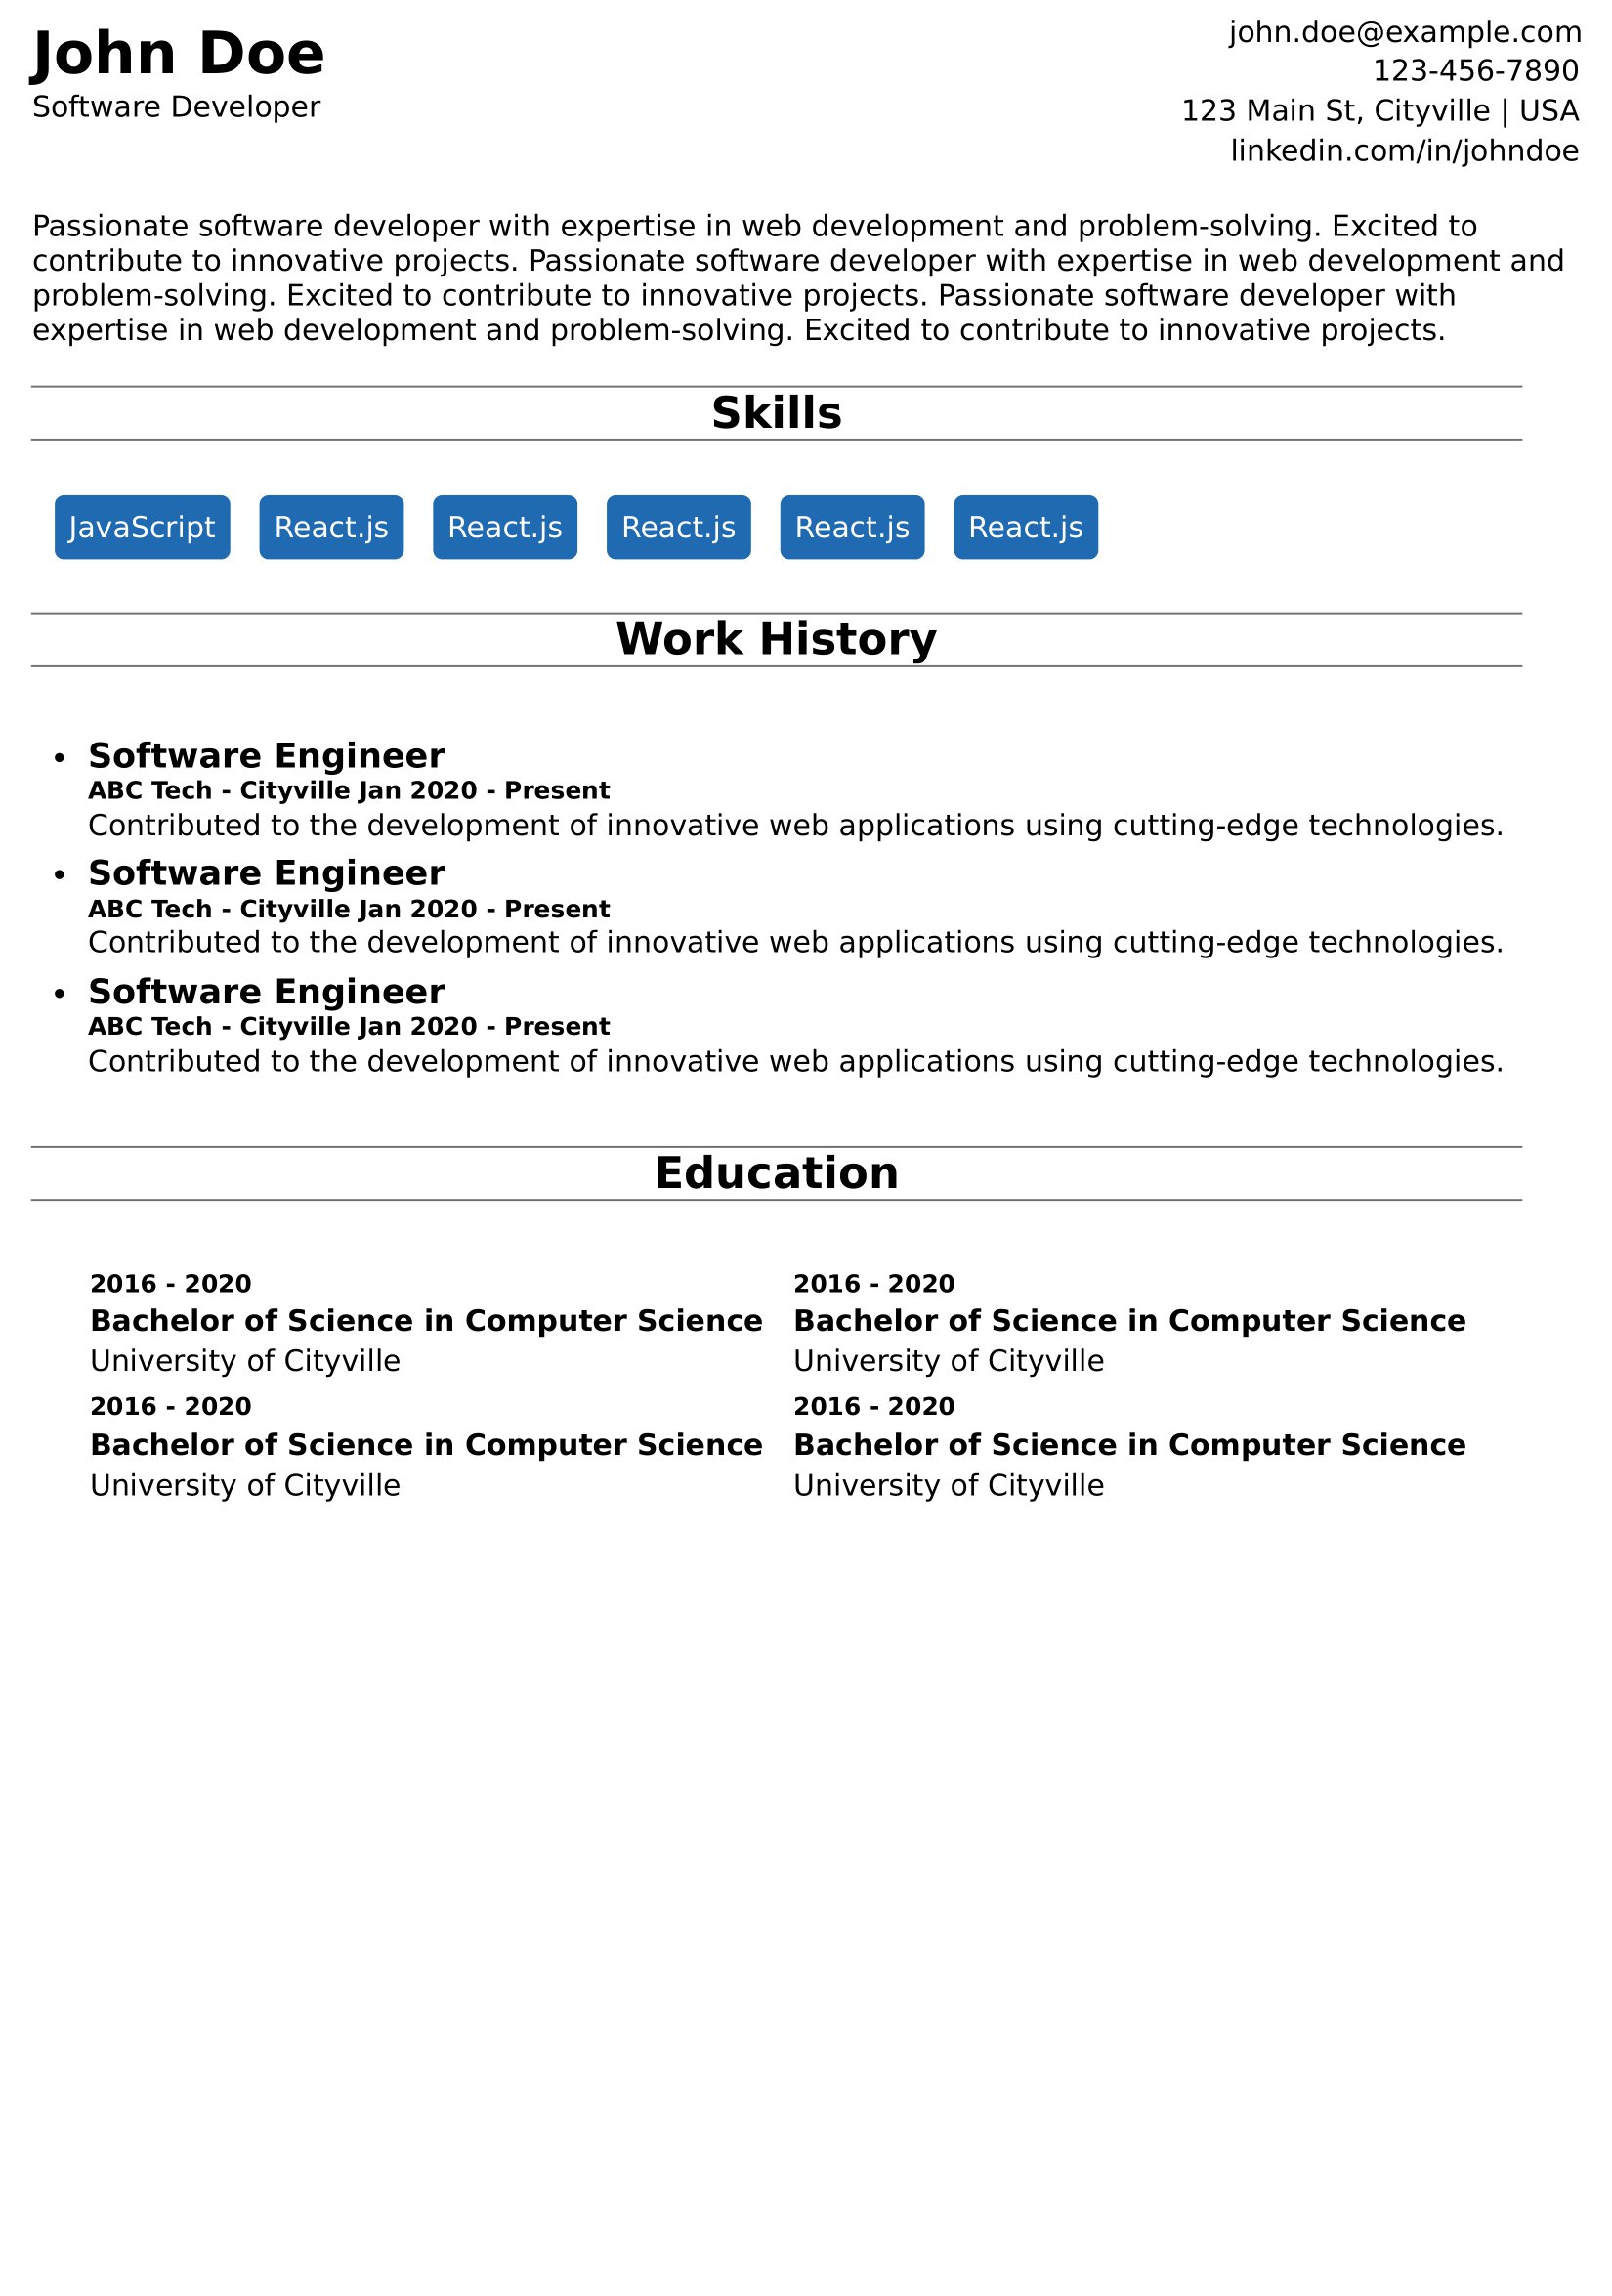 John Doe
Software Developer
john.doe@example.com
123-456-7890
123 Main St, Cityville | USA
linkedin.com/in/johndoe
Passionate software developer with expertise in web development and problem-solving. Excited to
contribute to innovative projects. Passionate software developer with expertise in web development and
problem-solving. Excited to contribute to innovative projects. Passionate software developer with
expertise in web development and problem-solving. Excited to contribute to innovative projects.
Skills
JavaScript React.js React.js React.js React.js React.js
Work History
• Software Engineer
ABC Tech - Cityville Jan 2020 - Present
Contributed to the development of innovative web applications using cutting-edge technologies.
• Software Engineer
ABC Tech - Cityville Jan 2020 - Present
Contributed to the development of innovative web applications using cutting-edge technologies.
• Software Engineer
ABC Tech - Cityville Jan 2020 - Present
Contributed to the development of innovative web applications using cutting-edge technologies.
Education
2016 - 2020
Bachelor of Science in Computer Science
University of Cityville
2016 - 2020
Bachelor of Science in Computer Science
University of Cityville
2016 - 2020
Bachelor of Science in Computer Science
University of Cityville
2016 - 2020
Bachelor of Science in Computer Science
University of Cityville